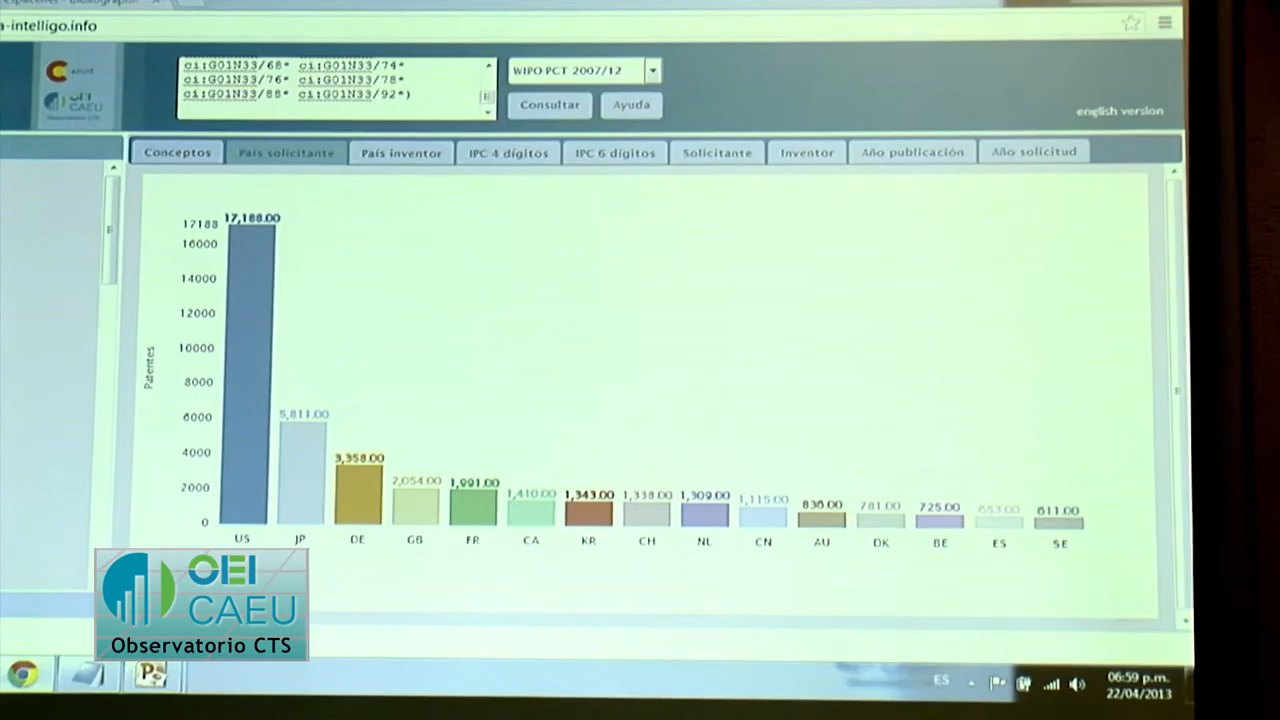 a-intelligo.info
ci:G01N33/68* ci:G01N33/74*
ci:G01N33/76* ci:G01N33/78*
ci:G01N33/88* ci:G01N33/92*)
WIPO PCT 2007/12
Consultar
Ayuda
english version
OEI
CAEU
Observatorio CTS
Conceptos
País solicitante
País inventor
IPC 4 dígitos
IPC 6 dígitos
Solicitante
Inventor
Año publicación
Año solicitud
Patentes
17188
16000
14000
12000
10000
8000
6000
4000
2000
0
17,188.00
5,811.00
3,358.00
2,054.00
1,991.00
1,410.00
1,343.00
1,338.00
1,309.00
1,115.00
836.00
781.00
725.00
653.00
611.00
US JP DE GB FR CA KR CH NL CN AU DK BE ES SE
OEI
CAEU
Observatorio CTS
ES
06:59 p.m.
22/04/2013